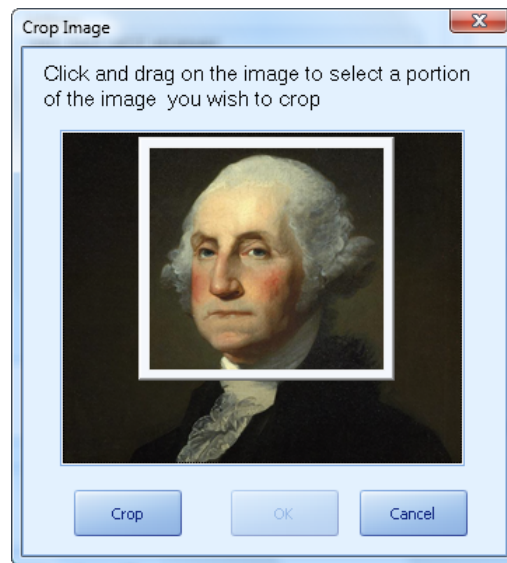 Crop Image
Click and drag on the image to select a portion
of the image you wish to crop
Crop
OK
Cancel